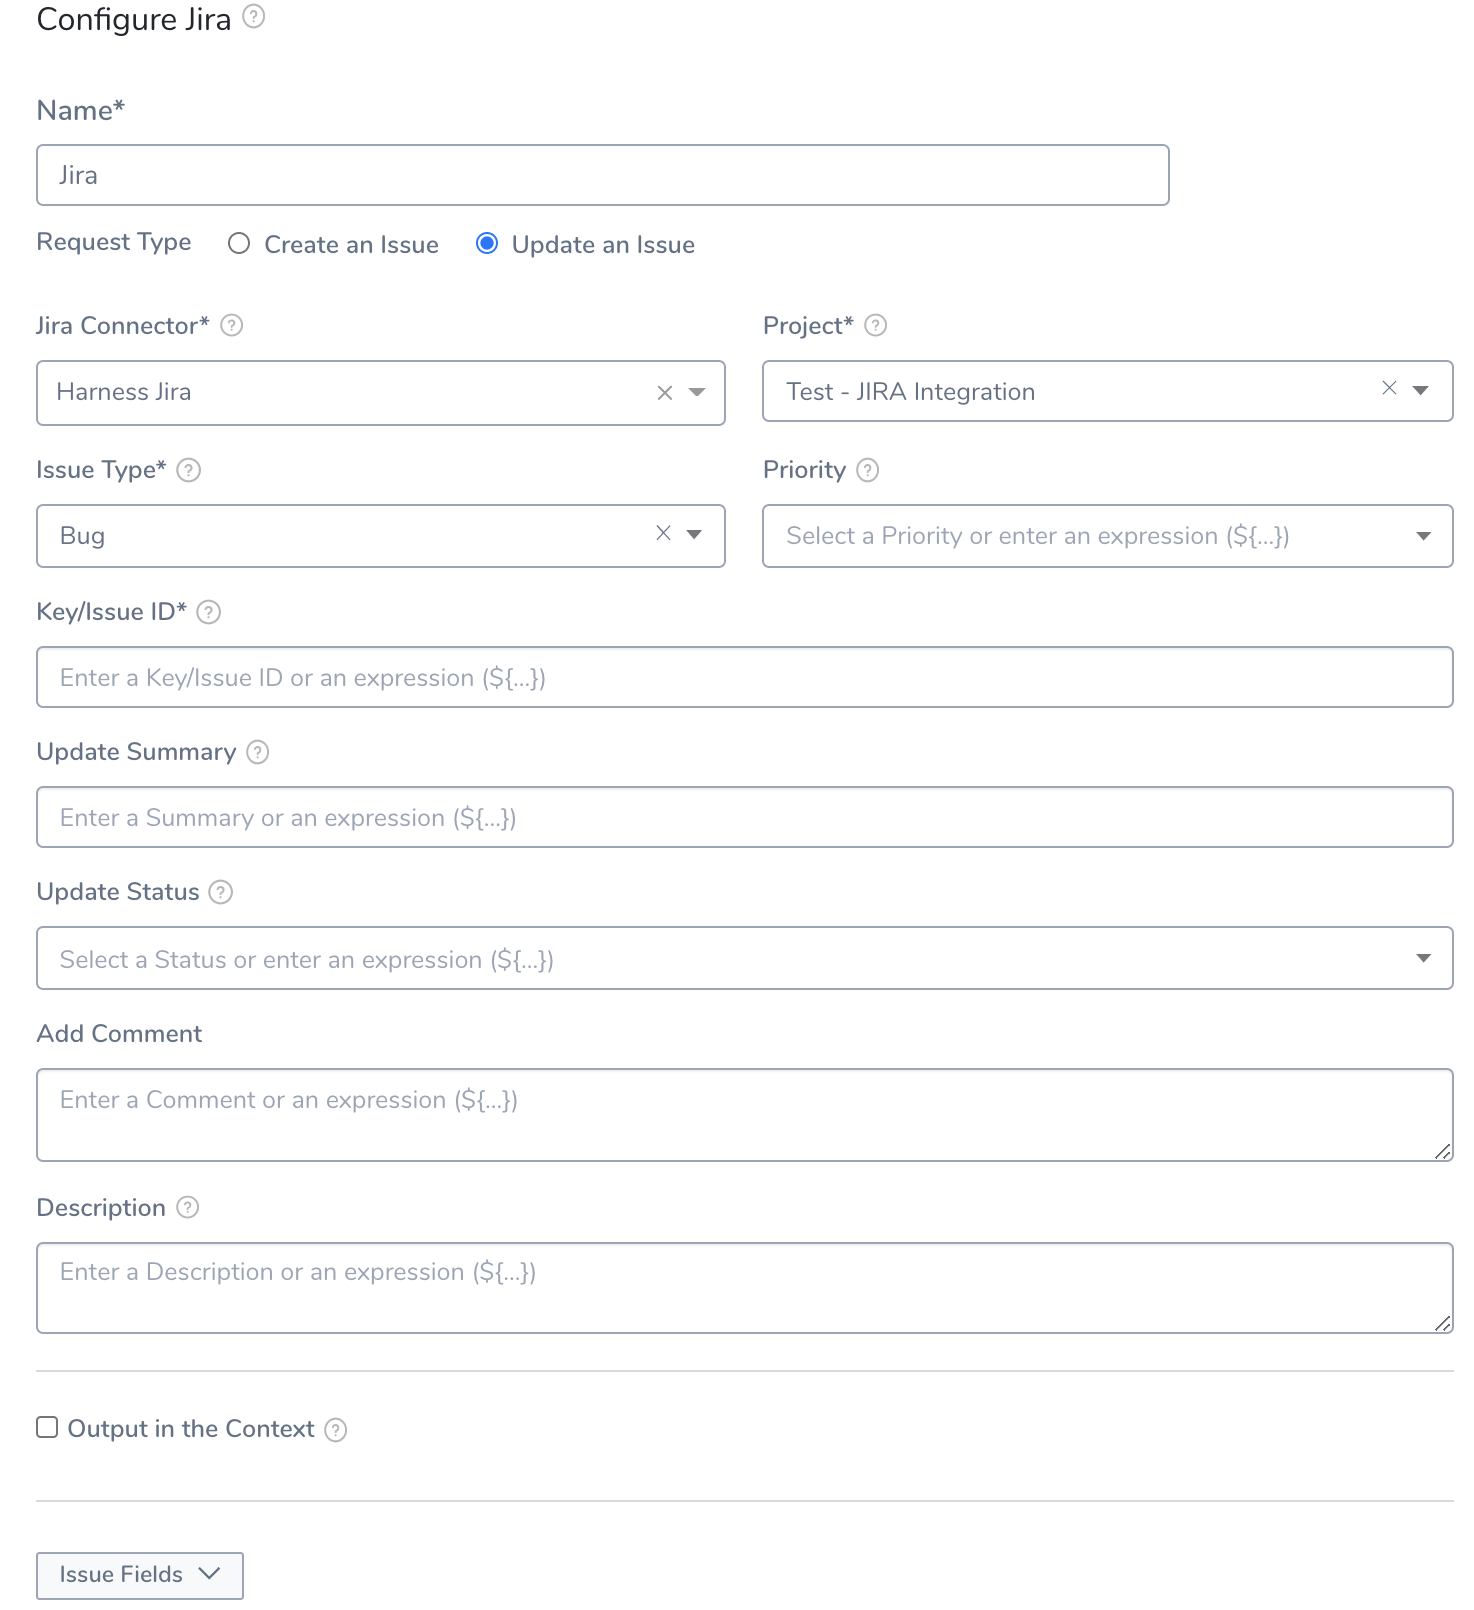 Configure Jira
Name*
Jira
Request Type Create an Issue Update an Issue
Jira Connector* Project*
Harness Jira Test - JIRA Integration
Issue Type* Priority
Bug Select a Priority or enter an expression (${...})
Key/Issue ID*
Enter a Key/Issue ID or an expression (${...})
Update Summary
Enter a Summary or an expression (${...})
Update Status
Select a Status or enter an expression (${...})
Add Comment
Enter a Comment or an expression (${...})
Description
Enter a Description or an expression (${...})
Output in the Context
Issue Fields